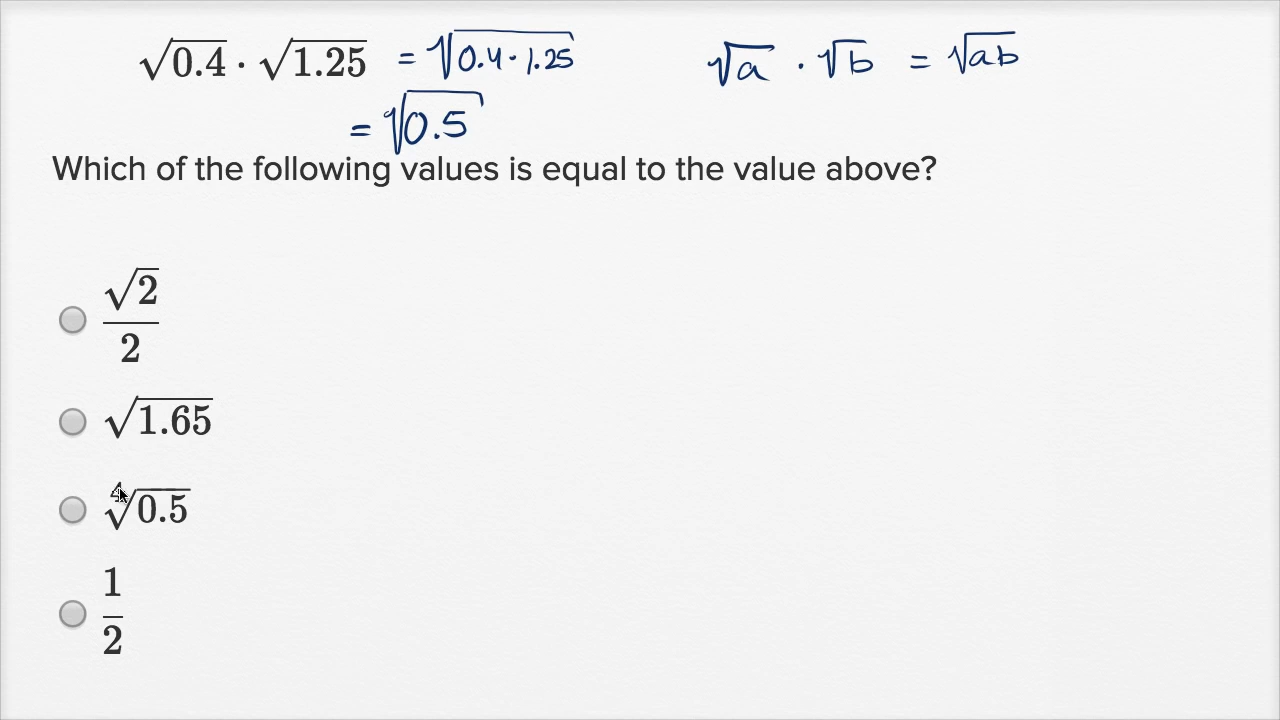 √0.4 · √1.25 = √0.4 · 1.25 √a · √b = √ab
= √0.5
Which of the following values is equal to the value above?
√2/2
√1.65
∜0.5
1/2